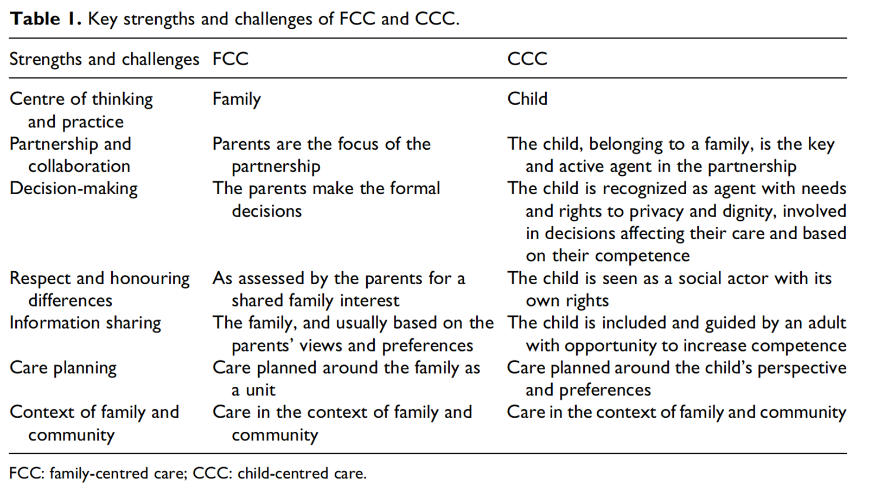 Table 1. Key strengths and challenges of FCC and CCC.
Strengths and challenges FCC CCC
Centre of thinking and practice Family Child
Partnership and collaboration Parents are the focus of the partnership The child, belonging to a family, is the key and active agent in the partnership
Decision-making The parents make the formal decisions The child is recognized as agent with needs and rights to privacy and dignity, involved in decisions affecting their care and based on their competence
Respect and honouring differences As assessed by the parents for a shared family interest The child is seen as a social actor with its own rights
Information sharing The family, and usually based on the parents' views and preferences The child is included and guided by an adult with opportunity to increase competence
Care planning Care planned around the family as a unit Care planned around the child's perspective and preferences
Context of family and community Care in the context of family and community Care in the context of family and community
FCC: family-centred care; CCC: child-centred care.